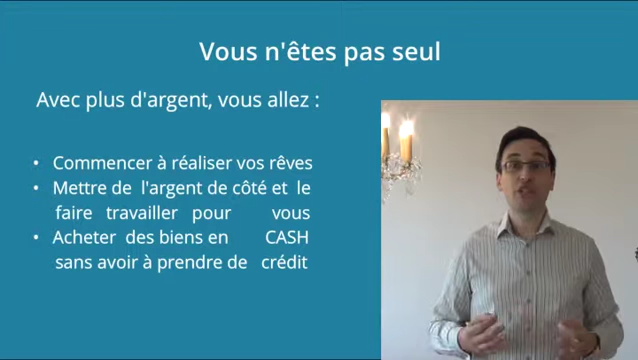 Vous n'êtes pas seul
Avec plus d'argent, vous allez :
• Commencer à réaliser vos rêves
• Mettre de l'argent de côté et le
faire travailler pour vous
• Acheter des biens en CASH
sans avoir à prendre de crédit